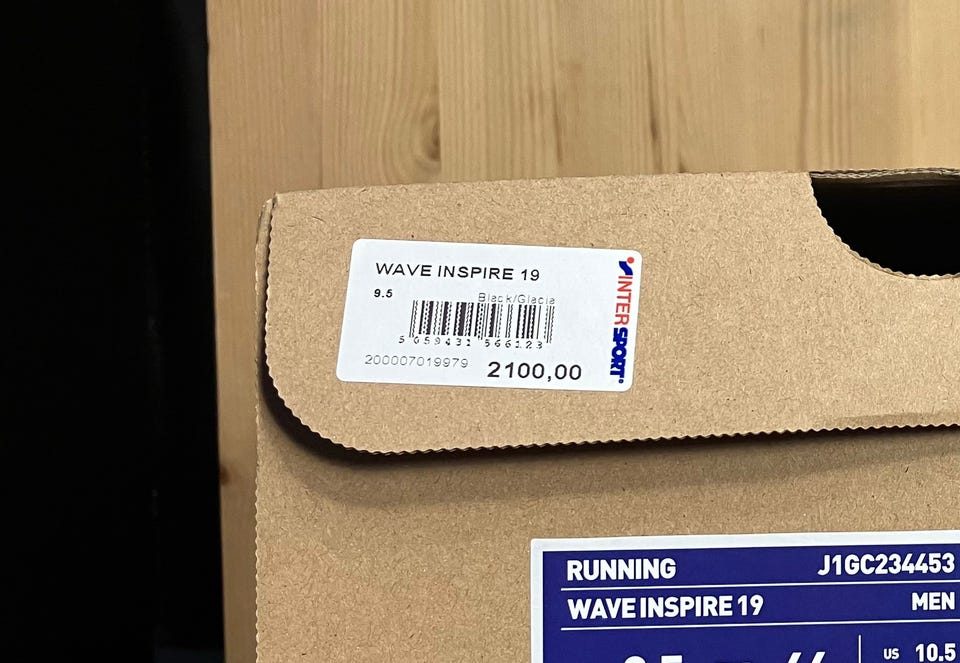 WAVE INSPIRE 19
9.5 Black/Glacia
5 059431 566123
200007019979 2100,00
INTERSPORT
RUNNING J1GC234453
WAVE INSPIRE 19 MEN
US 10.5